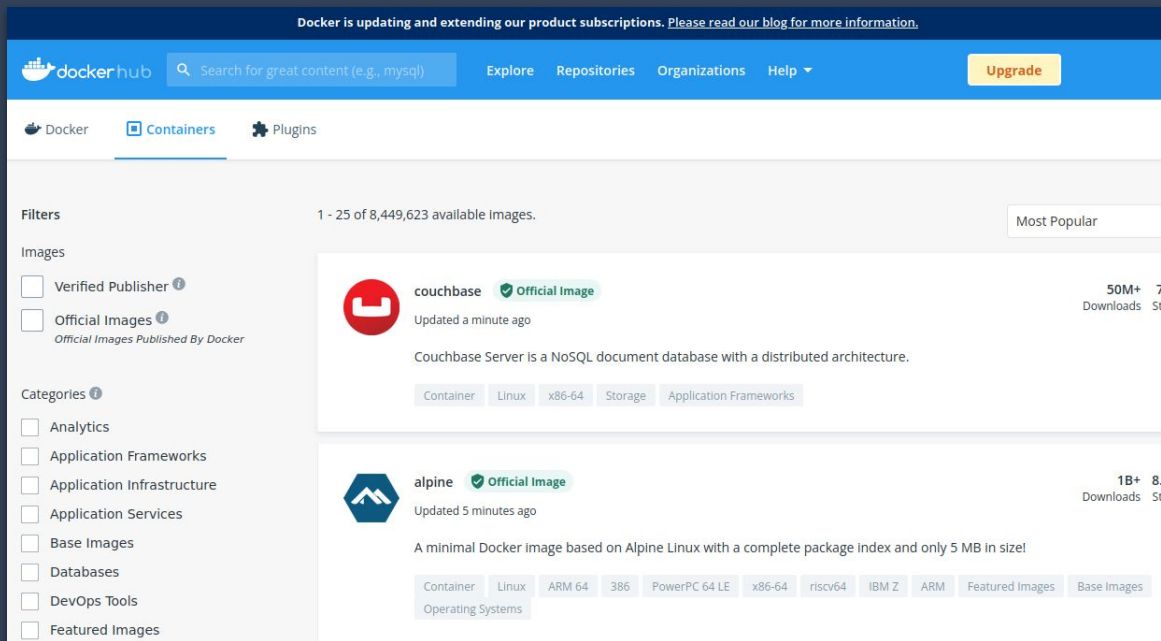 Docker is updating and extending our product subscriptions. Please read our blog for more information.
dockerhub Search for great content (e.g., mysql) Explore Repositories Organizations Help Upgrade
Docker Containers Plugins
Filters
1 - 25 of 8,449,623 available images.
Most Popular
Images
Verified Publisher
Official Images
Official Images Published By Docker
Categories
Analytics
Application Frameworks
Application Infrastructure
Application Services
Base Images
Databases
DevOps Tools
Featured Images
couchbase Official Image
Updated a minute ago
50M+
Downloads
Couchbase Server is a NoSQL document database with a distributed architecture.
Container Linux x86-64 Storage Application Frameworks
alpine Official Image
Updated 5 minutes ago
1B+
Downloads
A minimal Docker image based on Alpine Linux with a complete package index and only 5 MB in size!
Container Linux ARM 64 386 PowerPC 64 LE x86-64 riscv64 IBM Z ARM Featured Images Base Images
Operating Systems